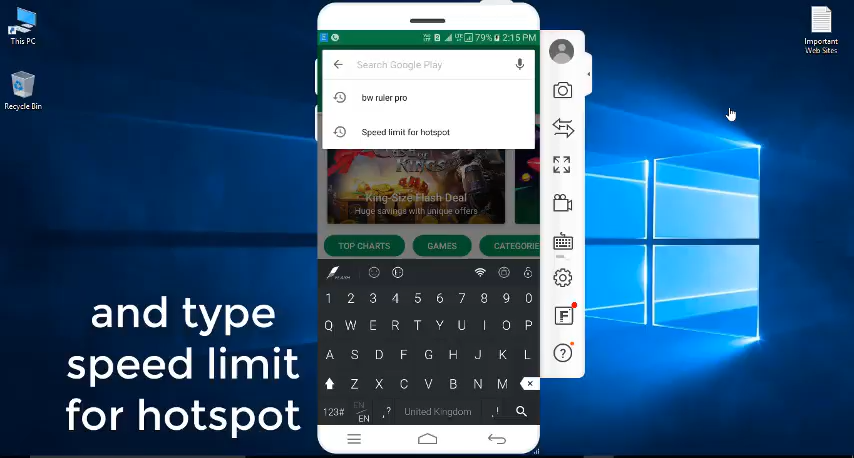 This PC
Recycle Bin
Important
Web Sites
79% 2:15 PM
Search Google Play
bw ruler pro
Speed limit for hotspot
King-Size Flash Deal
Huge savings with unique offers
TOP CHARTS GAMES CATEGORIE
1 2 3 4 5 6 7 8 9 0
Q W E R T Y U I O P
A S D F G H J K L
Z X C V B N M
123# EN EN ,? United Kingdom .!
and type
speed limit
for hotspot